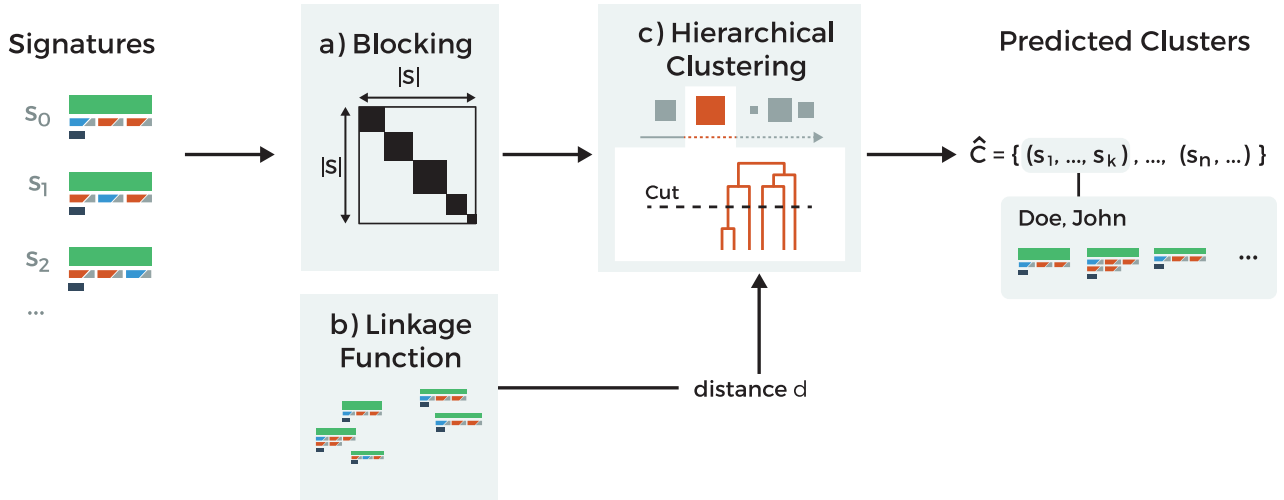 Signatures
s0
s1
s2
...
a) Blocking
|s|
|s|
b) Linkage
Function
distance d
c) Hierarchical
Clustering
Cut
Predicted Clusters
Ĉ = { (s1, ..., sk) , ..., (sn, ...) }
Doe, John
...